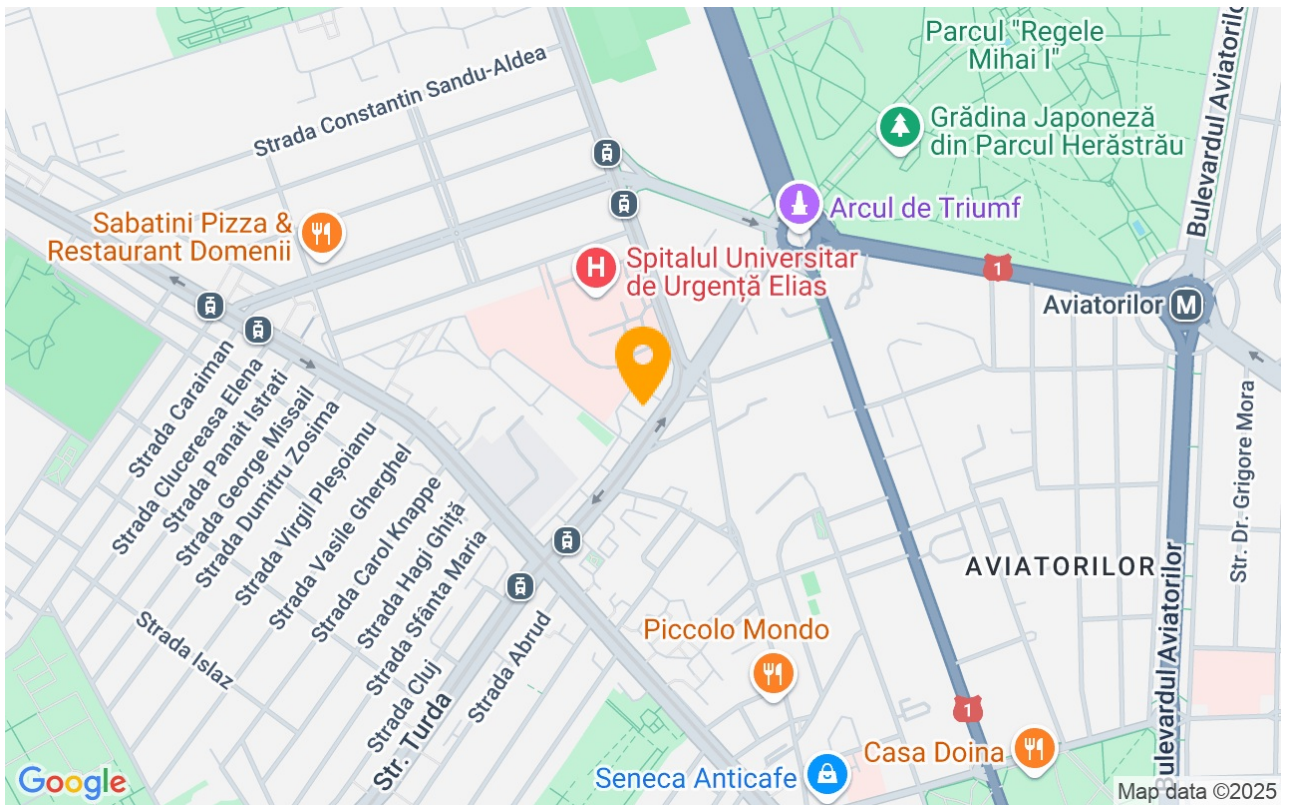 Parcul "Regele
Mihai I"
Bulevardul Aviatorilor
Strada Constantin Sandu-Aldea
Grădina Japoneză
din Parcul Herăstrău
Sabatini Pizza &
Restaurant Domenii
Arcul de Triumf
H
Spitalul Universitar
de Urgență Elias
1
Aviatorilor
M
Strada Caraiman
Strada Clucereasa Elena
Strada Panait Istrati
Strada George Missail
Strada Dumitru Zosima
Strada Virgil Pleșoianu
Strada Vasile Gherghel
Strada Carol Knappe
Strada Hagi Ghiță
Strada Sfânta Maria
Strada Cluj
Str. Turda
Strada Abrud
Strada Islaz
Str. Dr. Grigore Mora
AVIATORILOR
Bulevardul Aviatorilor
Piccolo Mondo
1
Casa Doina
Seneca Anticafe
Google
Map data ©2025